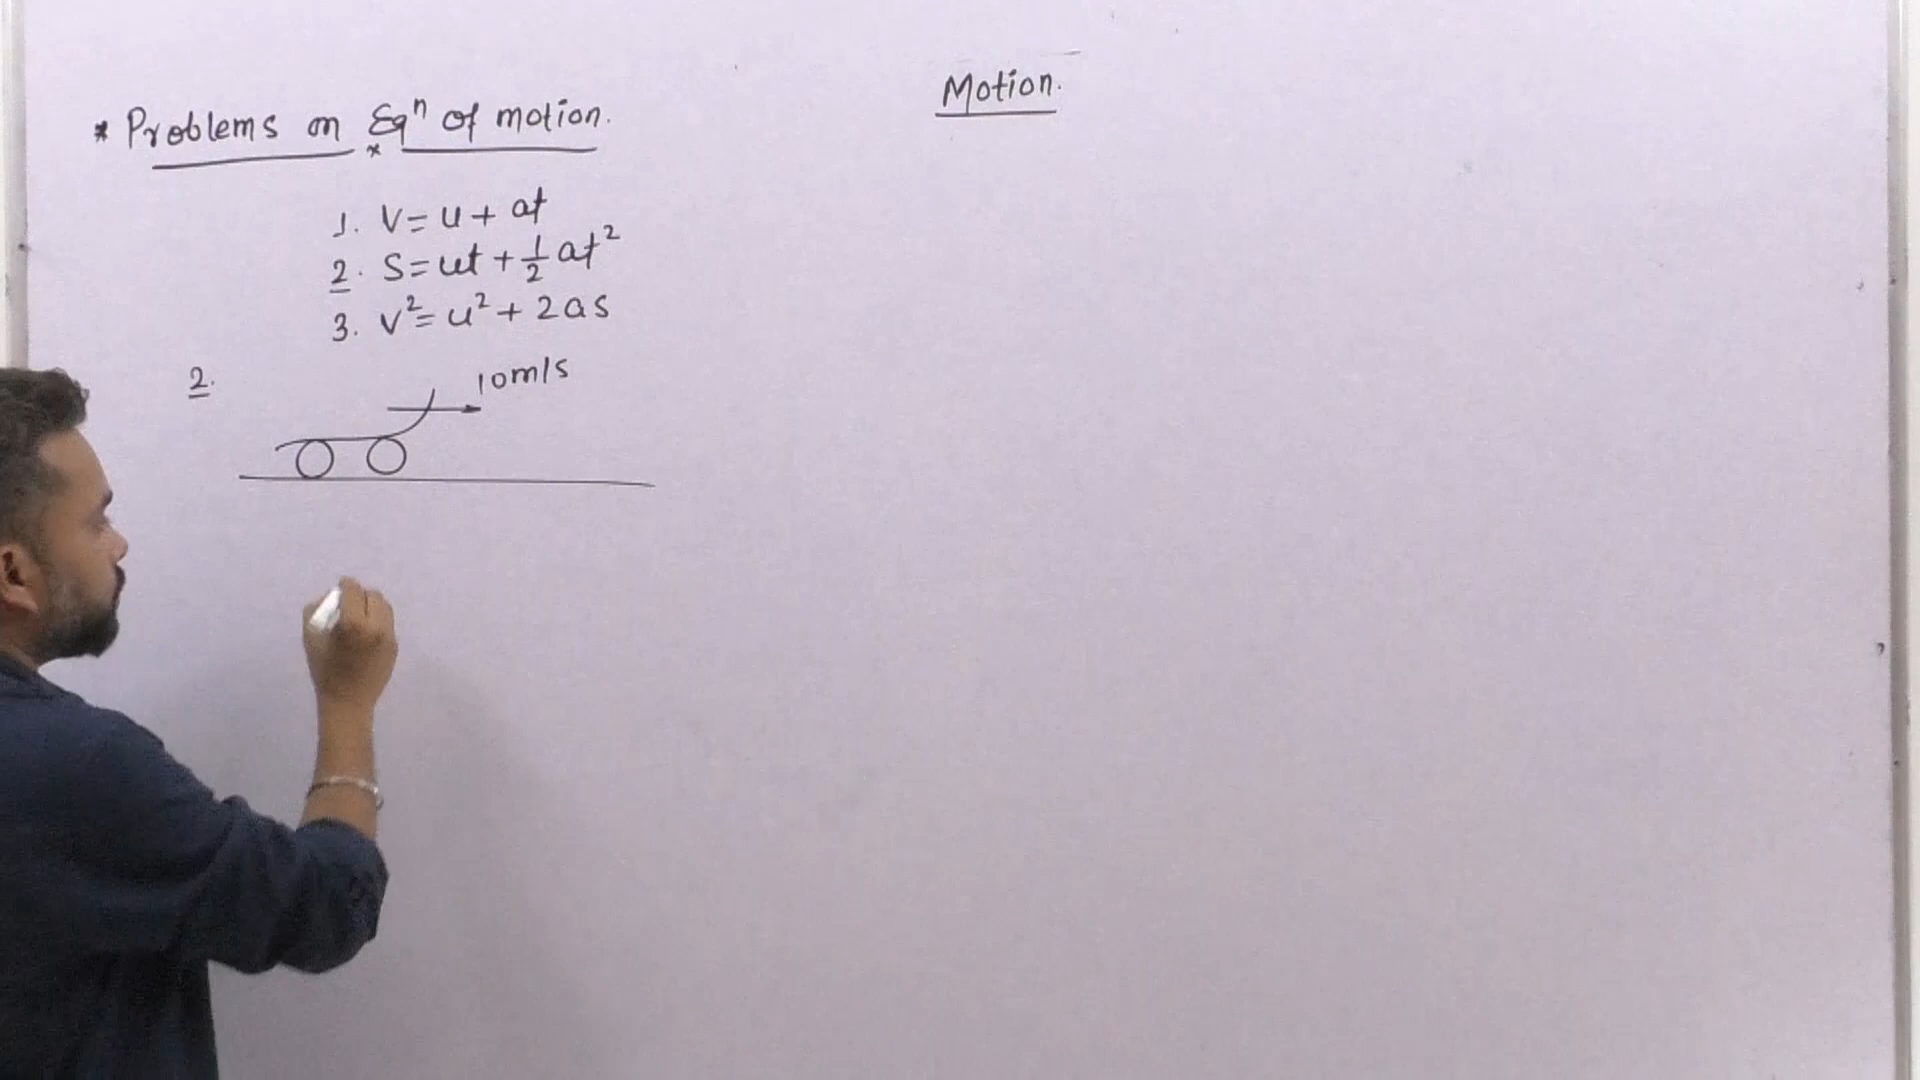 Motion.
* Problems on Eqⁿ of motion.
1. V = u + at
2. S = ut + 1/2 at²
3. v² = u² + 2as
2.
10m/s